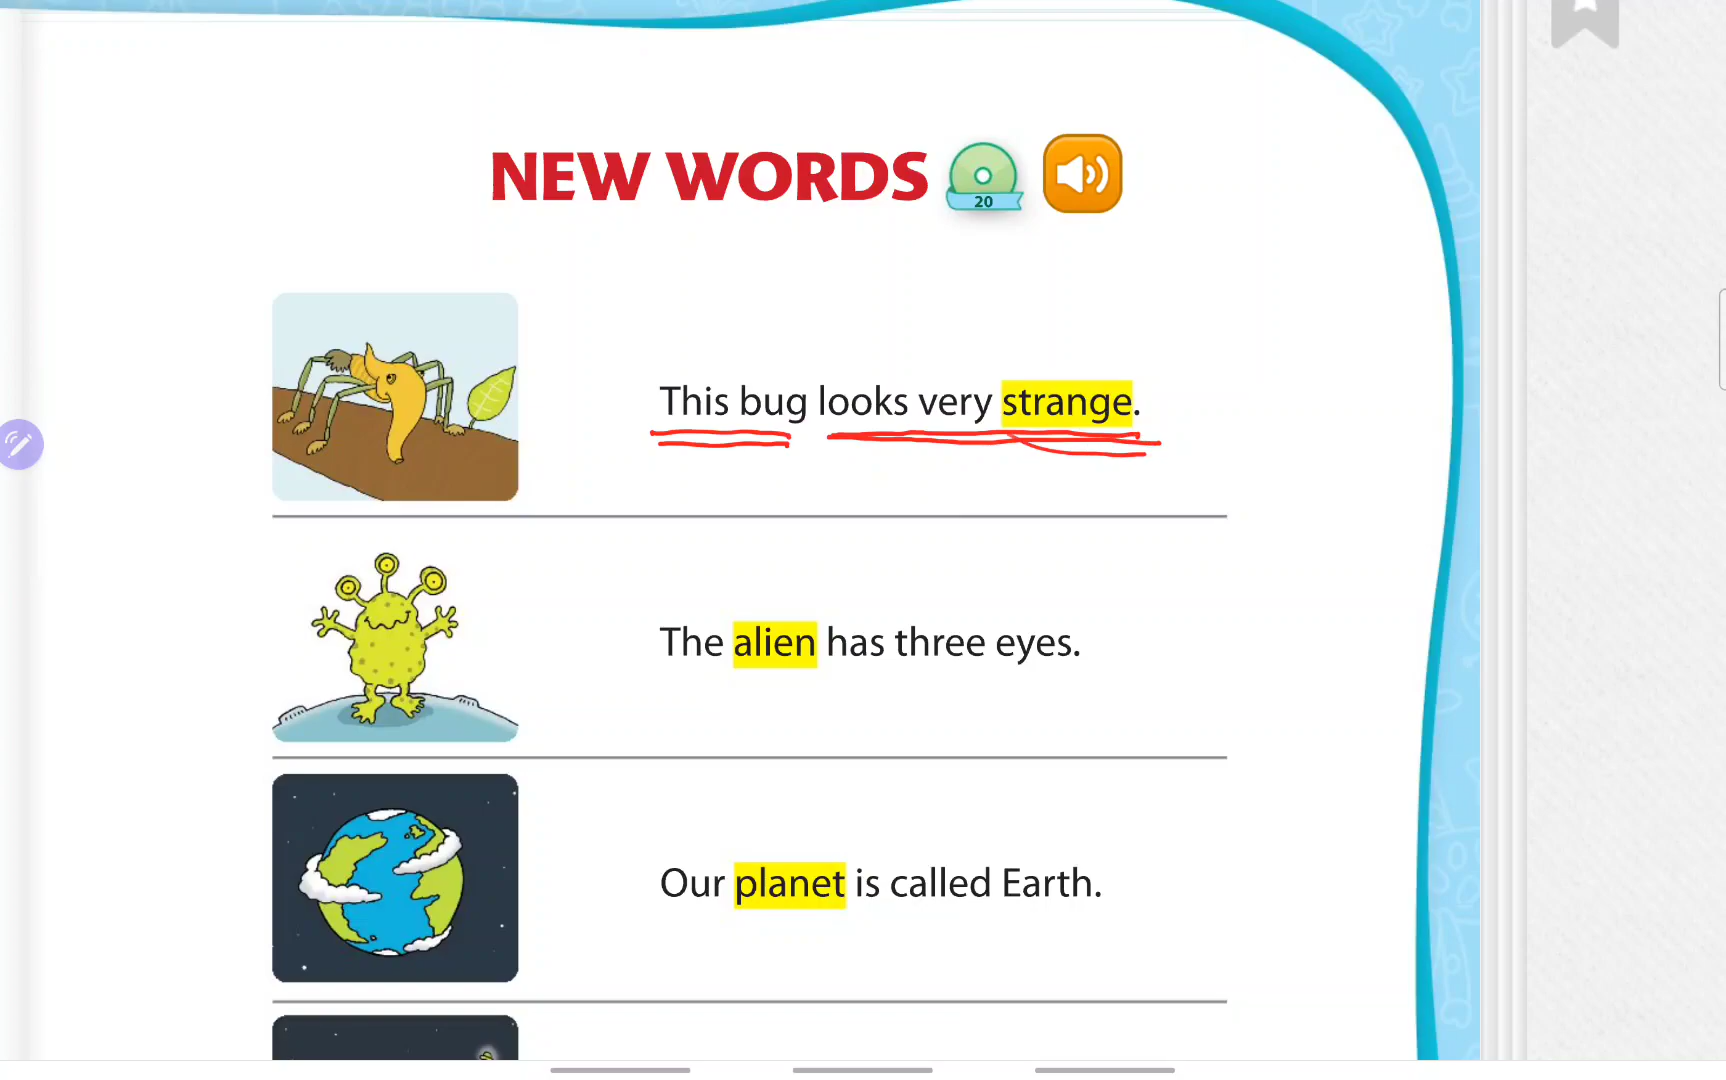 NEW WORDS
20
This bug looks very strange.
The alien has three eyes.
Our planet is called Earth.